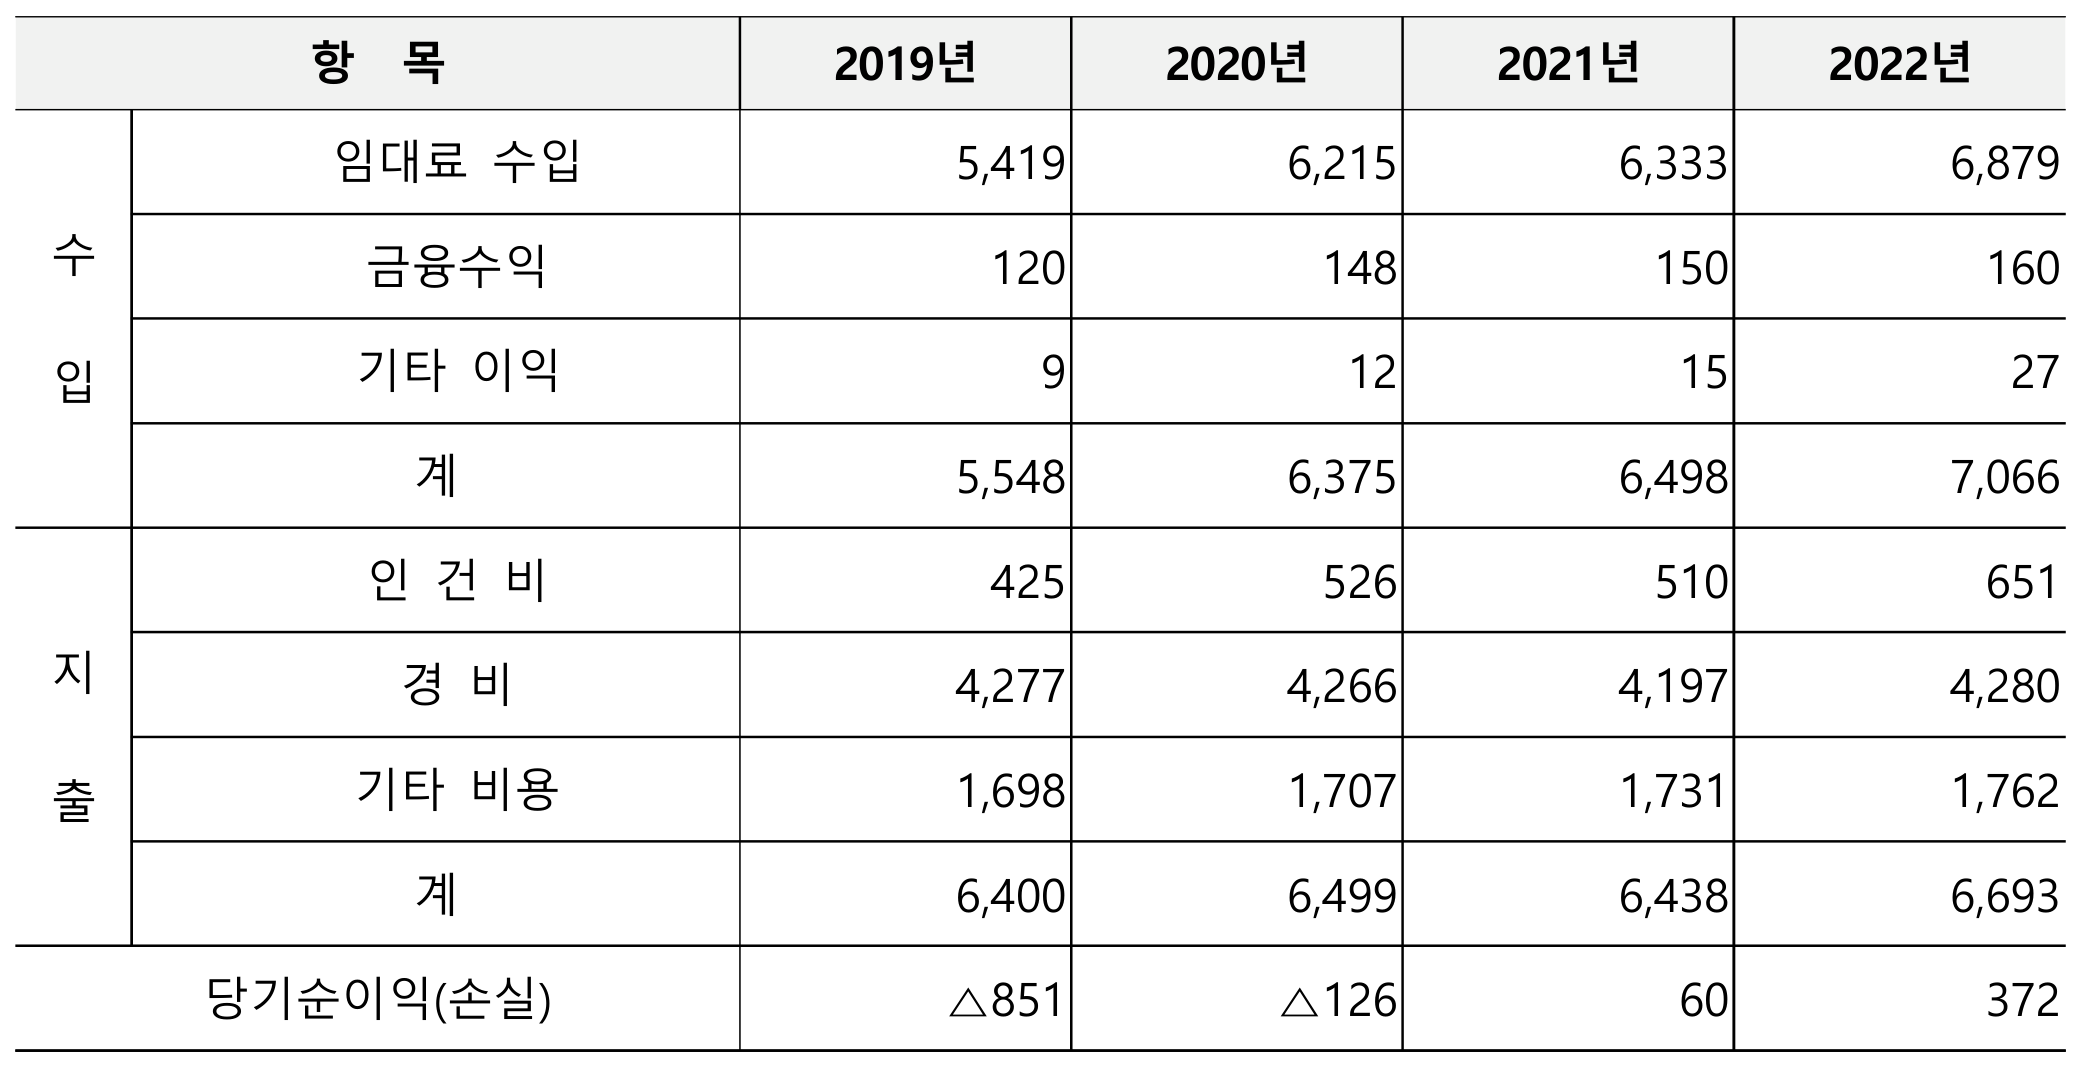 항 목 2019년 2020년 2021년 2022년
수입 임대료 수입 5,419 6,215 6,333 6,879
금융수익 120 148 150 160
기타 이익 9 12 15 27
계 5,548 6,375 6,498 7,066
지출 인 건 비 425 526 510 651
경 비 4,277 4,266 4,197 4,280
기타 비용 1,698 1,707 1,731 1,762
계 6,400 6,499 6,438 6,693
당기순이익(손실) △851 △126 60 372